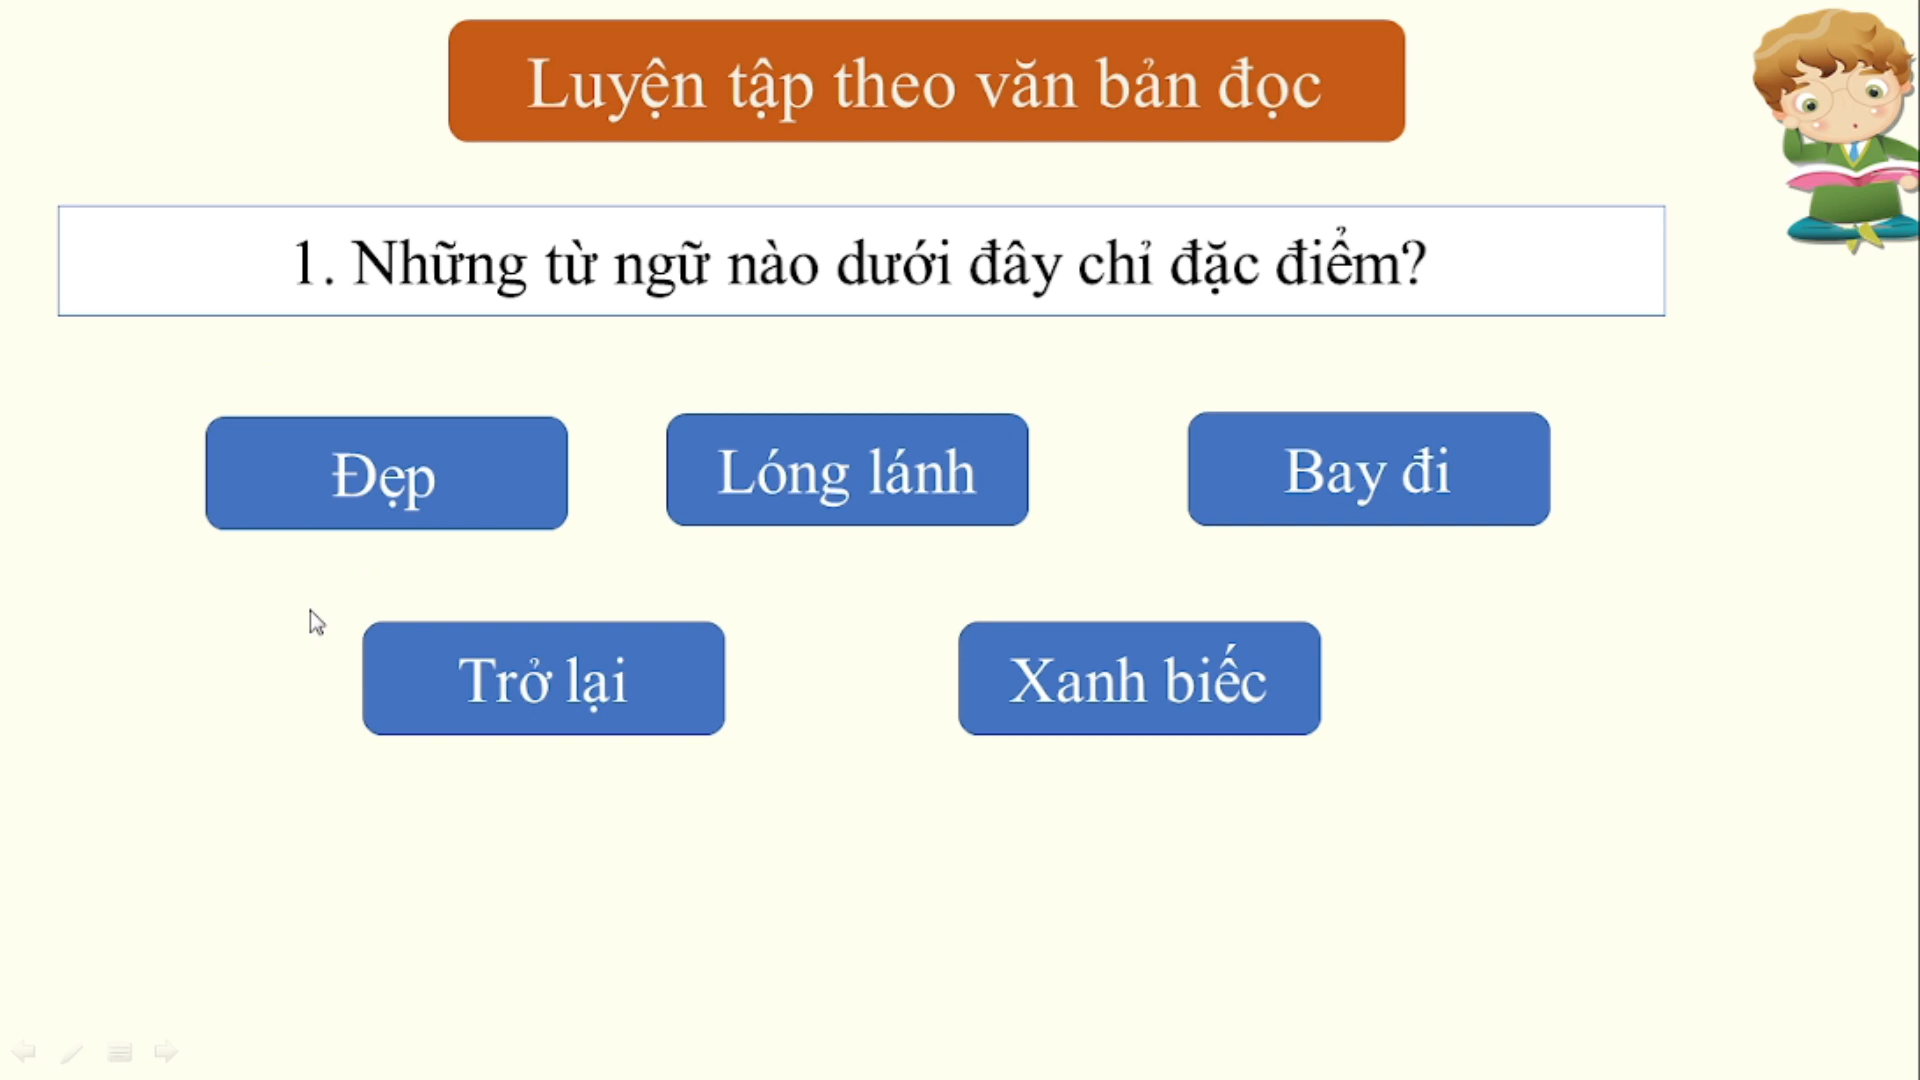 Luyện tập theo văn bản đọc
1. Những từ ngữ nào dưới đây chỉ đặc điểm?
Đẹp
Lóng lánh
Bay đi
Trở lại
Xanh biếc